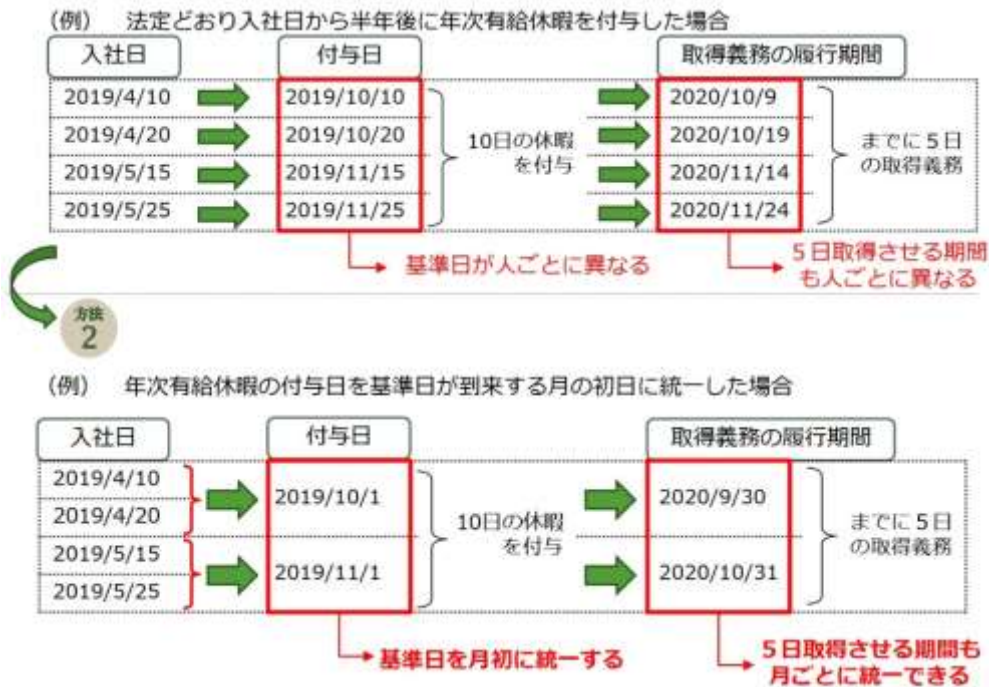 (例) 法定どおり入社日から半年後に年次有給休暇を付与した場合
入社日 付与日 取得義務の履行期間
2019/4/10 2019/10/10 2020/10/9
2019/4/20 2019/10/20 2020/10/19
2019/5/15 2019/11/15 2020/11/14
2019/5/25 2019/11/25 2020/11/24
10日の休暇
を付与
までに5日
の取得義務
基準日が人ごとに異なる
5日取得させる期間
も人ごとに異なる
方法
2
(例) 年次有給休暇の付与日を基準日が到来する月の初日に統一した場合
入社日 付与日 取得義務の履行期間
2019/4/10
2019/4/20
2019/10/1 2020/9/30
2019/5/15
2019/5/25
2019/11/1 2020/10/31
10日の休暇
を付与
までに5日
の取得義務
基準日を月初に統一する
5日取得させる期間も
月ごとに統一できる